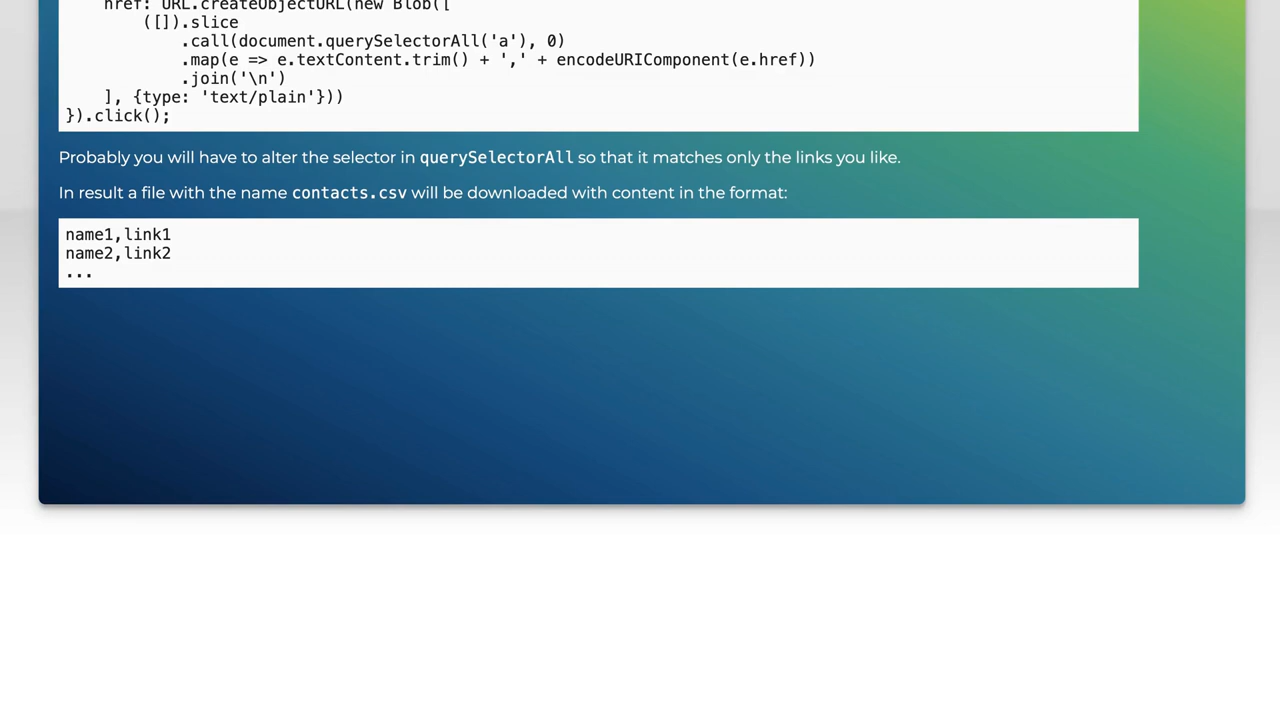 href: URL.createObjectURL(new Blob([
([]).slice
.call(document.querySelectorAll('a'), 0)
.map(e => e.textContent.trim() + ',' + encodeURIComponent(e.href))
.join('\n')
], {type: 'text/plain'}))
}).click();
Probably you will have to alter the selector in querySelectorAll so that it matches only the links you like.
In result a file with the name contacts.csv will be downloaded with content in the format:
name1,link1
name2,link2
...